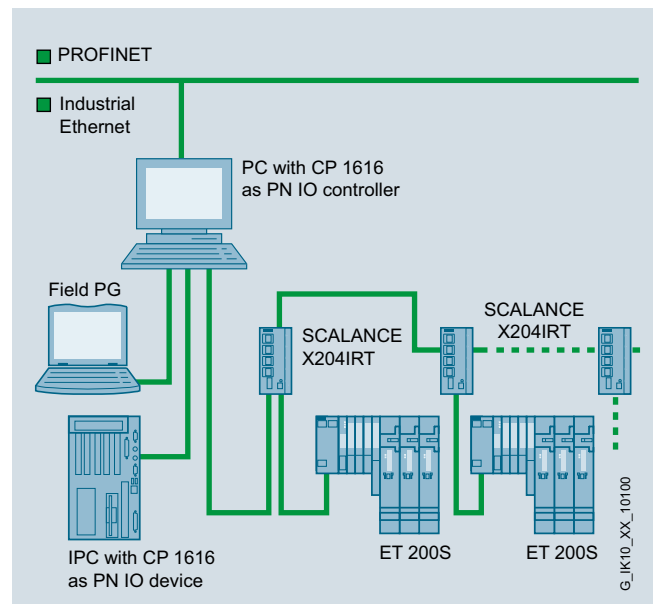 PROFINET
Industrial
Ethernet
PC with CP 1616
as PN IO controller
Field PG
SCALANCE
X204IRT
SCALANCE
X204IRT
IPC with CP 1616
as PN IO device
ET 200S
ET 200S
G_IK10_XX_10100